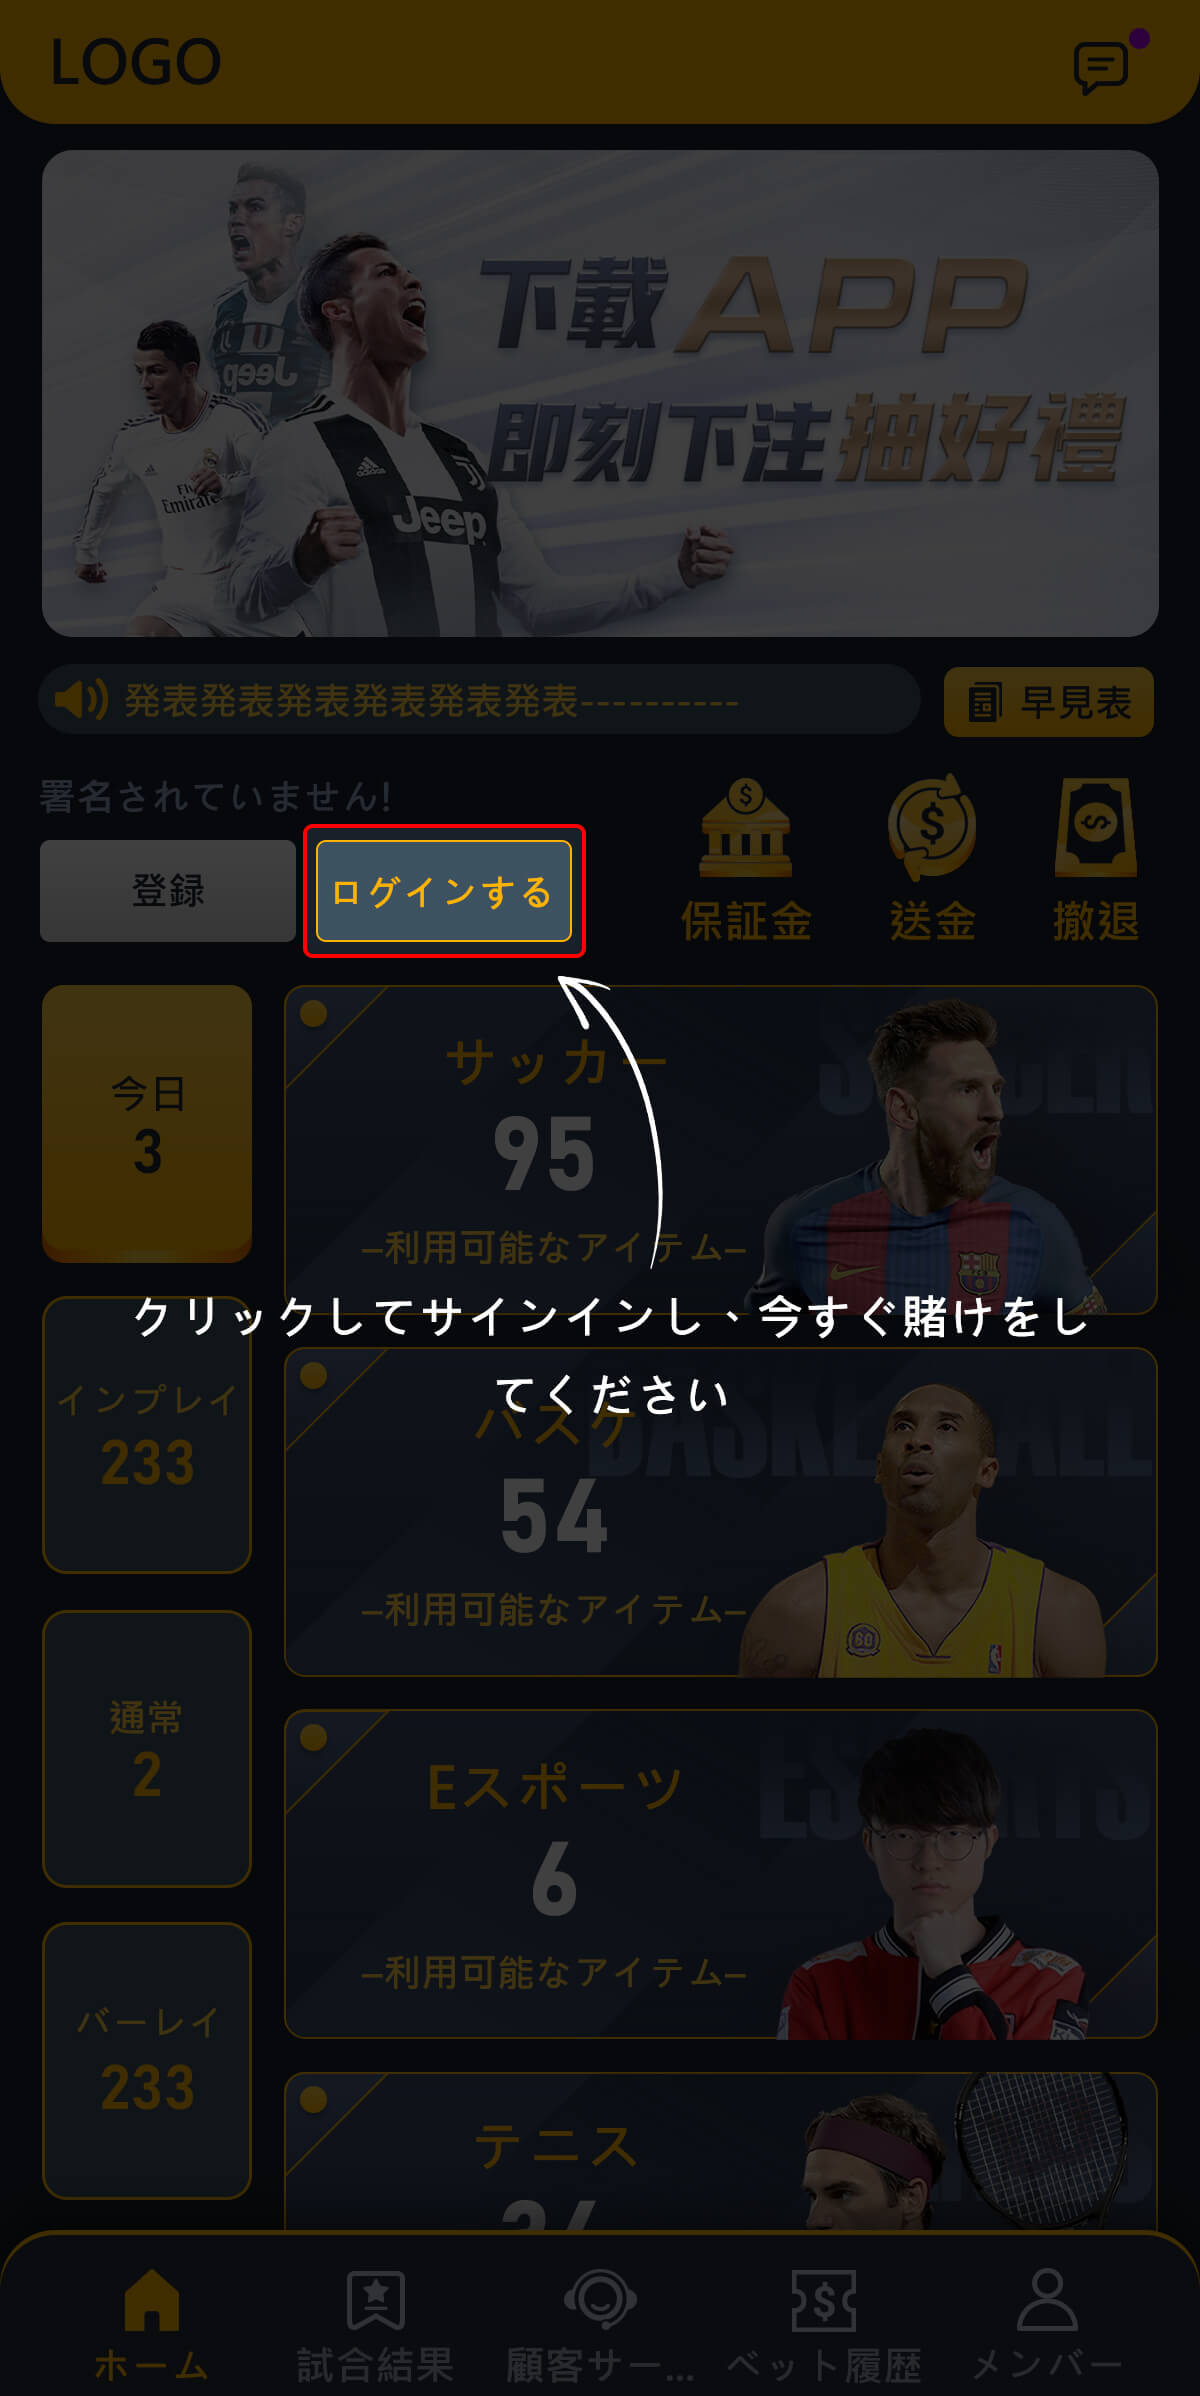 LOGO
下載APP
即刻下注抽好禮
Jeep
Fly
Emirates
adidas
Jeep
発表発表発表発表発表発表-----------
早見表
署名されていません!
登録
ログインする
保証金
送金
撤退
今日
3
サッカー
95
–利用可能なアイテム–
クリックしてサインインし、今すぐ賭けをし
てください
インプレイ
233
バスケ
BASKETBALL
54
–利用可能なアイテム–
60
通常
2
Eスポーツ
ESPORTS
6
–利用可能なアイテム–
バーレイ
233
テニス
ホーム
試合結果
顧客サー...
ベット履歴
メンバー